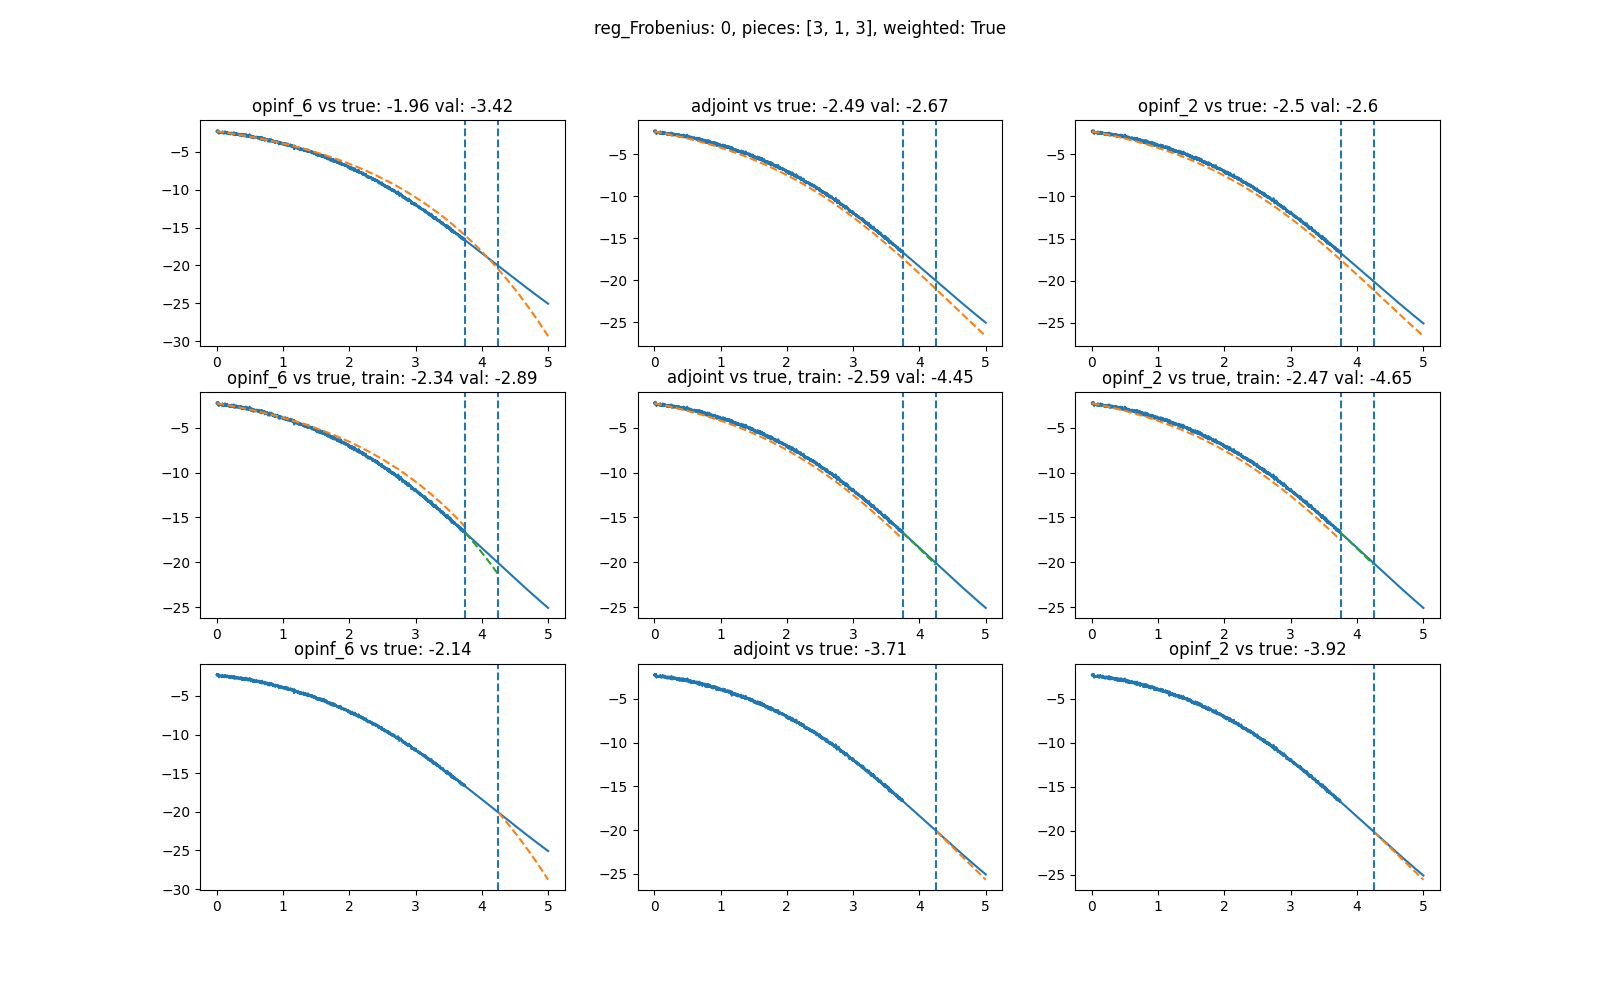 reg_Frobenius: 0, pieces: [3, 1, 3], weighted: True
opinf_6 vs true: -1.96 val: -3.42
adjoint vs true: -2.49 val: -2.67
opinf_2 vs true: -2.5 val: -2.6
−5
−10
−15
−20
−25
−30
0 1 2 3 4 5
−5
−10
−15
−20
−25
0 1 2 3 4 5
−5
−10
−15
−20
−25
0 1 2 3 4 5
opinf_6 vs true, train: -2.34 val: -2.89
adjoint vs true, train: -2.59 val: -4.45
opinf_2 vs true, train: -2.47 val: -4.65
−5
−10
−15
−20
−25
0 1 2 3 4 5
−5
−10
−15
−20
−25
0 1 2 3 4 5
−5
−10
−15
−20
−25
0 1 2 3 4 5
opinf_6 vs true: -2.14
adjoint vs true: -3.71
opinf_2 vs true: -3.92
−5
−10
−15
−20
−25
−30
0 1 2 3 4 5
−5
−10
−15
−20
−25
0 1 2 3 4 5
−5
−10
−15
−20
−25
0 1 2 3 4 5